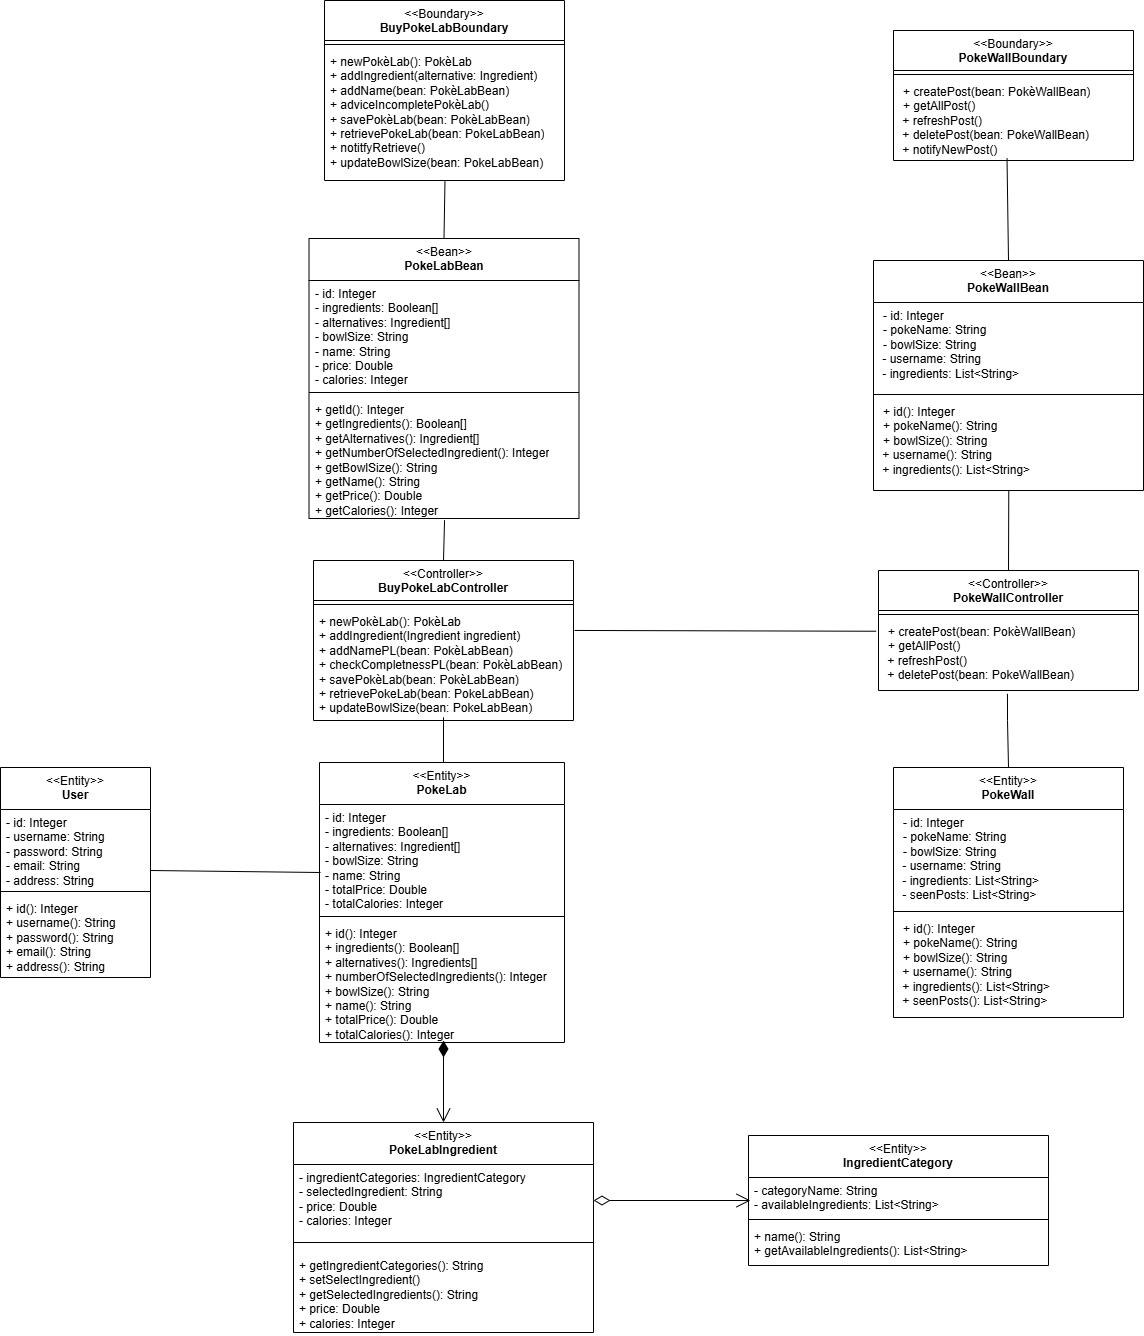 <<Boundary>>
BuyPokeLabBoundary
+ newPokèLab(): PokèLab
+ addIngredient(alternative: Ingredient)
+ addName(bean: PokèLabBean)
+ adviceIncompletePokèLab()
+ savePokèLab(bean: PokèLabBean)
+ retrievePokeLab(bean: PokeLabBean)
+ notitfyRetrieve()
+ updateBowlSize(bean: PokeLabBean)
<<Boundary>>
PokeWallBoundary
+ createPost(bean: PokèWallBean)
+ getAllPost()
+ refreshPost()
+ deletePost(bean: PokeWallBean)
+ notifyNewPost()
<<Bean>>
PokeLabBean
- id: Integer
- ingredients: Boolean[]
- alternatives: Ingredient[]
- bowlSize: String
- name: String
- price: Double
- calories: Integer
+ getId(): Integer
+ getIngredients(): Boolean[]
+ getAlternatives(): Ingredient[]
+ getNumberOfSelectedIngredient(): Integer
+ getBowlSize(): String
+ getName(): String
+ getPrice(): Double
+ getCalories(): Integer
<<Bean>>
PokeWallBean
- id: Integer
- pokeName: String
- bowlSize: String
- username: String
- ingredients: List<String>
+ id(): Integer
+ pokeName(): String
+ bowlSize(): String
+ username(): String
+ ingredients(): List<String>
<<Controller>>
BuyPokeLabController
+ newPokèLab(): PokèLab
+ addIngredient(Ingredient ingredient)
+ addNamePL(bean: PokèLabBean)
+ checkCompletnessPL(bean: PokèLabBean)
+ savePokèLab(bean: PokèLabBean)
+ retrievePokeLab(bean: PokeLabBean)
+ updateBowlSize(bean: PokeLabBean)
<<Controller>>
PokeWallController
+ createPost(bean: PokèWallBean)
+ getAllPost()
+ refreshPost()
+ deletePost(bean: PokeWallBean)
<<Entity>>
User
- id: Integer
- username: String
- password: String
- email: String
- address: String
+ id(): Integer
+ username(): String
+ password(): String
+ email(): String
+ address(): String
<<Entity>>
PokeLab
- id: Integer
- ingredients: Boolean[]
- alternatives: Ingredient[]
- bowlSize: String
- name: String
- totalPrice: Double
- totalCalories: Integer
+ id(): Integer
+ ingredients(): Boolean[]
+ alternatives(): Ingredients[]
+ numberOfSelectedIngredients(): Integer
+ bowlSize(): String
+ name(): String
+ totalPrice(): Double
+ totalCalories(): Integer
<<Entity>>
PokeWall
- id: Integer
- pokeName: String
- bowlSize: String
- username: String
- ingredients: List<String>
- seenPosts: List<String>
+ id(): Integer
+ pokeName(): String
+ bowlSize(): String
+ username(): String
+ ingredients(): List<String>
+ seenPosts(): List<String>
<<Entity>>
PokeLabIngredient
- ingredientCategories: IngredientCategory
- selectedIngredient: String
- price: Double
- calories: Integer
+ getIngredientCategories(): String
+ setSelectIngredient()
+ getSelectedIngredients(): String
+ price: Double
+ calories: Integer
<<Entity>>
IngredientCategory
- categoryName: String
- availableIngredients: List<String>
+ name(): String
+ getAvailableIngredients(): List<String>